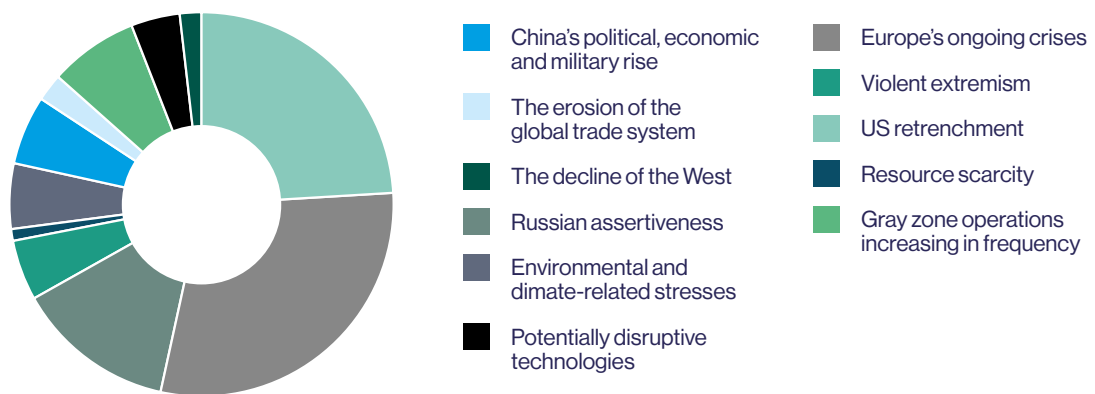 China's political, economic
and military rise
The erosion of the
global trade system
The decline of the West
Russian assertiveness
Environmental and
dimate-related stresses
Potentially disruptive
technologies
Europe's ongoing crises
Violent extremism
US retrenchment
Resource scarcity
Gray zone operations
increasing in frequency